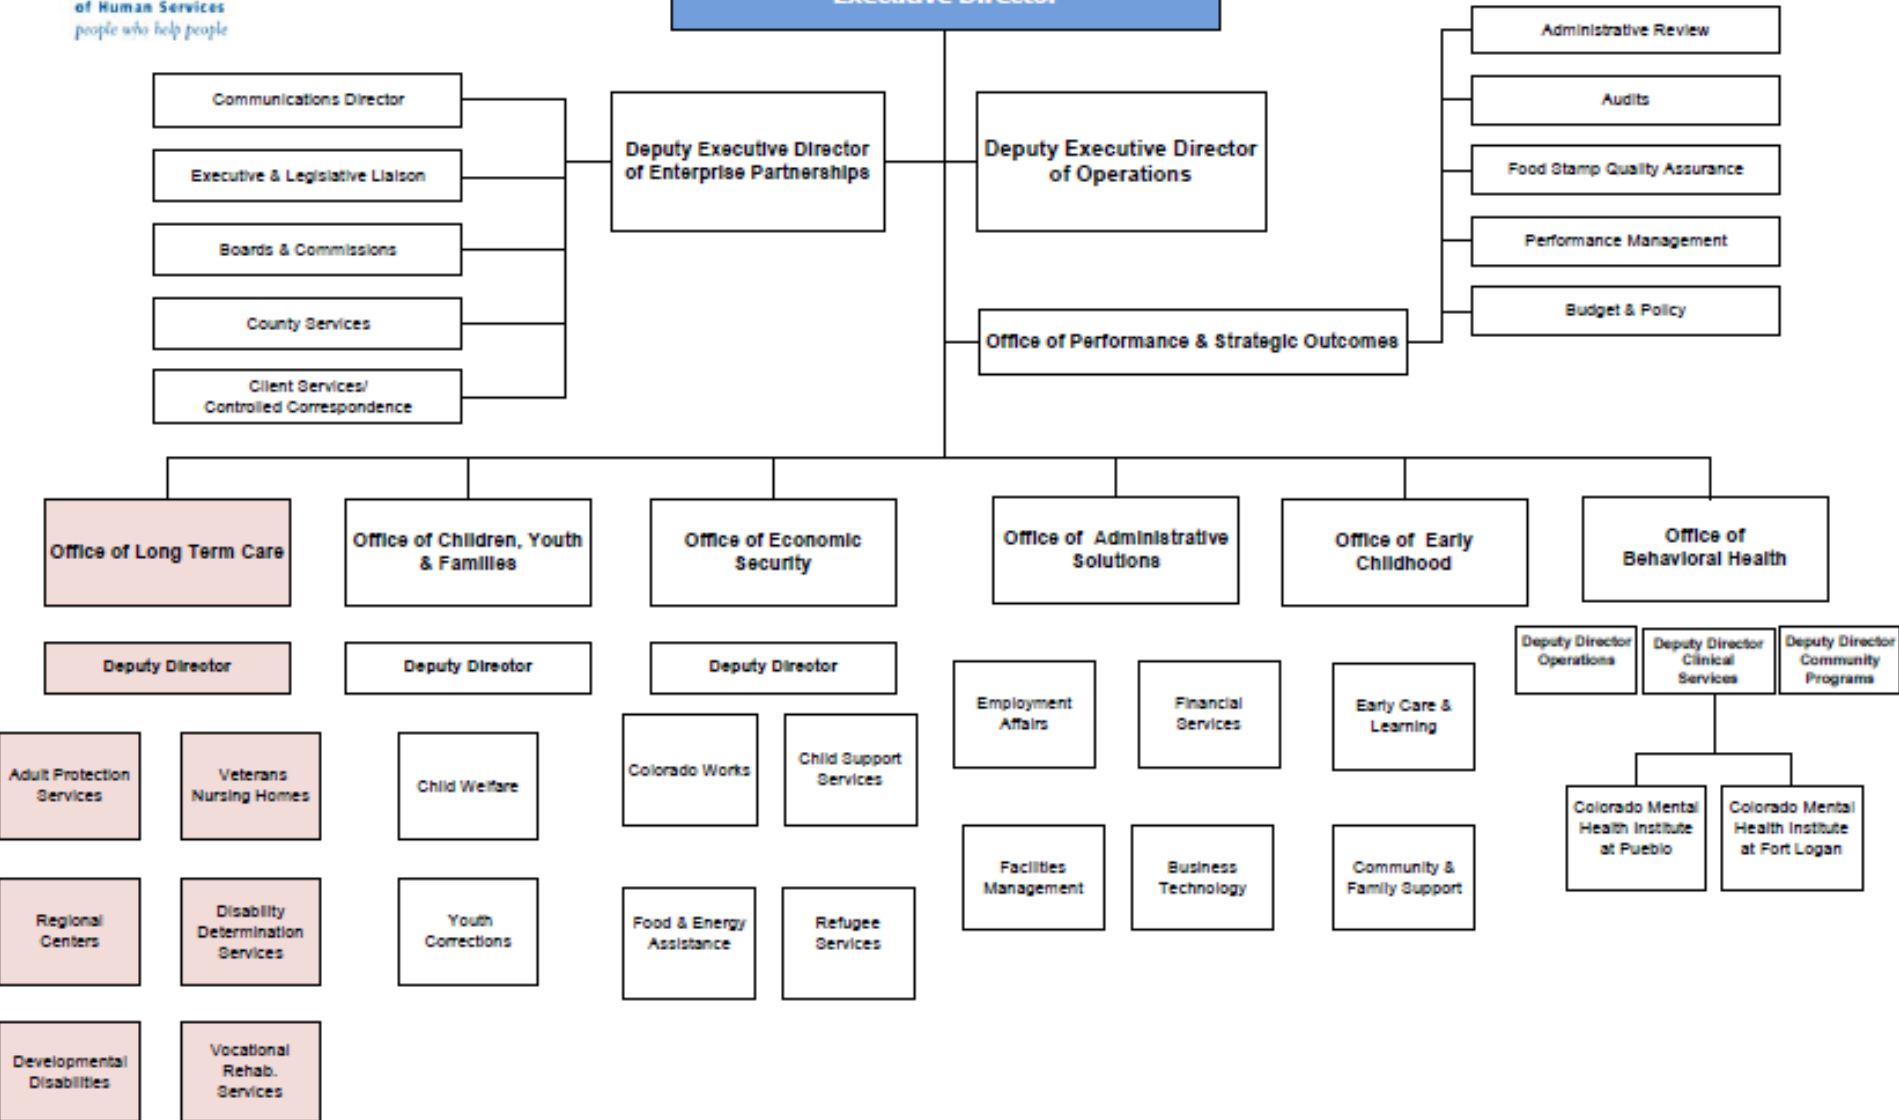 of Human Services
people who help people
Executive Director
Administrative Review
Communications Director
Audits
Deputy Executive Director
of Enterprise Partnerships
Deputy Executive Director
of Operations
Executive & Legislative Liaison
Food Stamp Quality Assurance
Boards & Commissions
Performance Management
County Services
Budget & Policy
Office of Performance & Strategic Outcomes
Client Services/
Controlled Correspondence
Office of Long Term Care
Office of Children, Youth
& Families
Office of Economic
Security
Office of Administrative
Solutions
Office of Early
Childhood
Office of
Behavioral Health
Deputy Director
Deputy Director
Deputy Director
Deputy Director
Operations
Deputy Director
Clinical
Services
Deputy Director
Community
Programs
Adult Protection
Services
Veterans
Nursing Homes
Child Welfare
Colorado Works
Child Support
Services
Employment
Affairs
Financial
Services
Early Care &
Learning
Colorado Mental
Health Institute
at Pueblo
Colorado Mental
Health Institute
at Fort Logan
Regional
Centers
Disability
Determination
Services
Youth
Corrections
Food & Energy
Assistance
Refugee
Services
Facilities
Management
Business
Technology
Community &
Family Support
Developmental
Disabilities
Vocational
Rehab.
Services